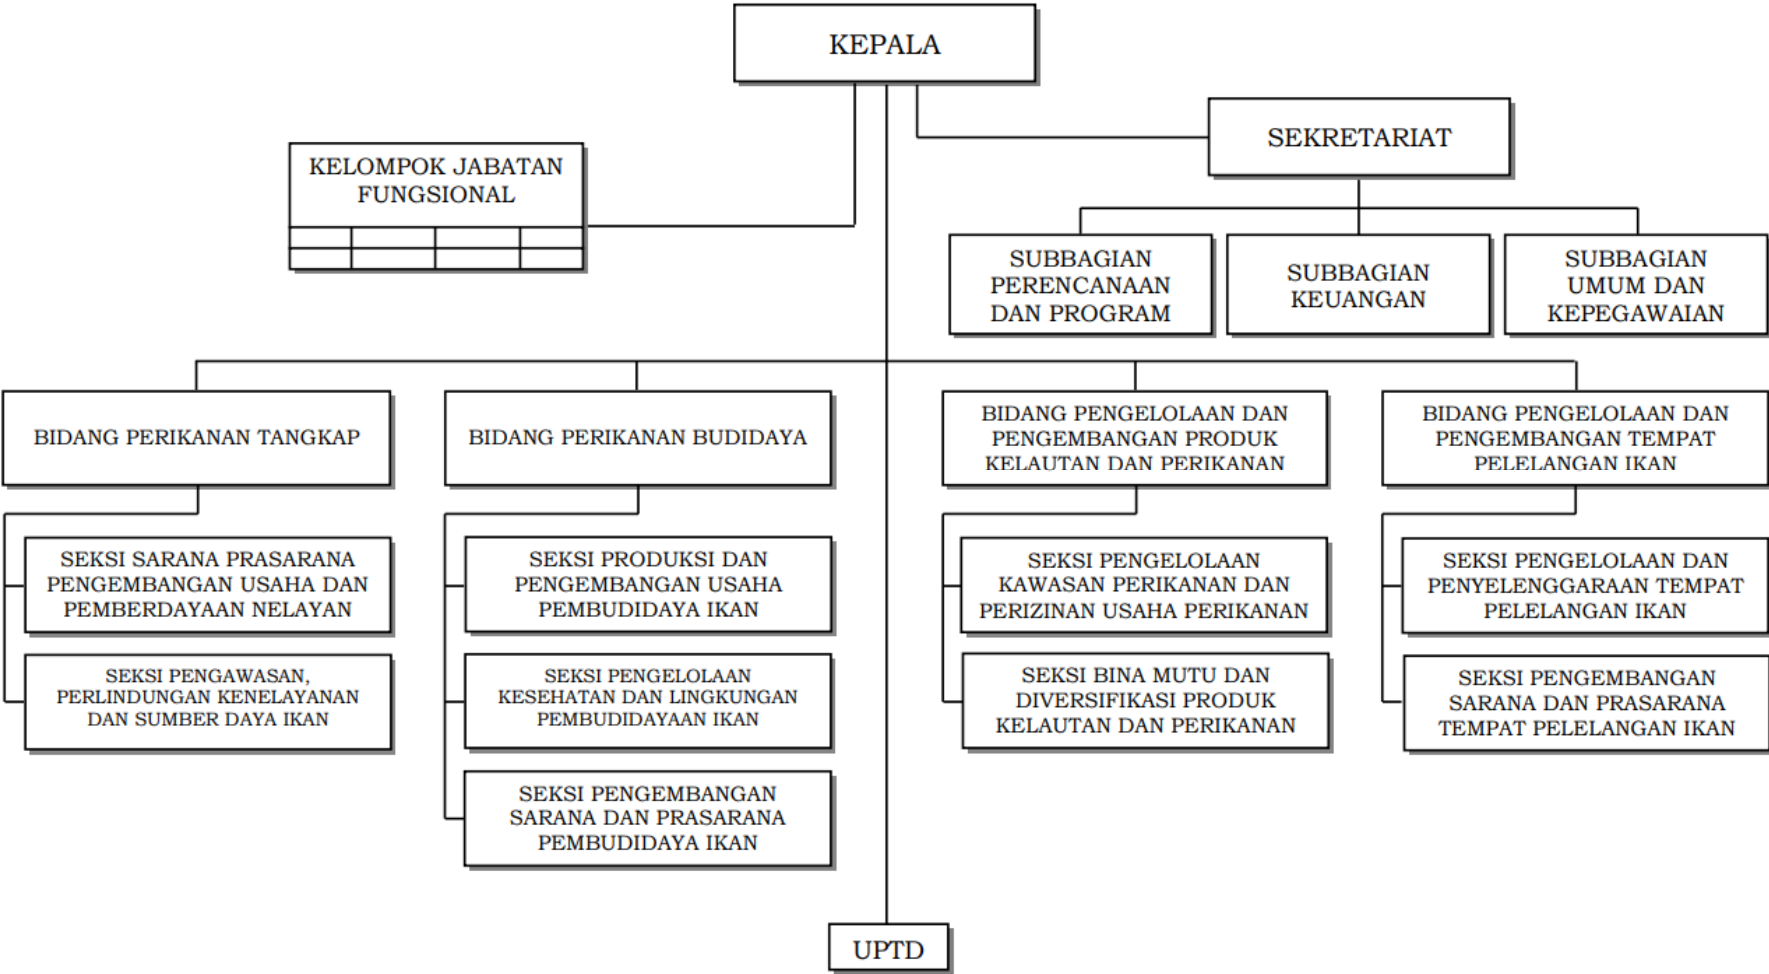 KEPALA
SEKRETARIAT
KELOMPOK JABATAN
FUNGSIONAL
SUBBAGIAN
PERENCANAAN
DAN PROGRAM
SUBBAGIAN
KEUANGAN
SUBBAGIAN
UMUM DAN
KEPEGAWAIAN
BIDANG PERIKANAN TANGKAP
BIDANG PERIKANAN BUDIDAYA
BIDANG PENGELOLAAN DAN
PENGEMBANGAN PRODUK
KELAUTAN DAN PERIKANAN
BIDANG PENGELOLAAN DAN
PENGEMBANGAN TEMPAT
PELELANGAN IKAN
SEKSI SARANA PRASARANA
PENGEMBANGAN USAHA DAN
PEMBERDAYAAN NELAYAN
SEKSI PRODUKSI DAN
PENGEMBANGAN USAHA
PEMBUDIDAYA IKAN
SEKSI PENGELOLAAN
KAWASAN PERIKANAN DAN
PERIZINAN USAHA PERIKANAN
SEKSI PENGELOLAAN DAN
PENYELENGGARAAN TEMPAT
PELELANGAN IKAN
SEKSI PENGAWASAN,
PERLINDUNGAN KENELAYANAN
DAN SUMBER DAYA IKAN
SEKSI PENGELOLAAN
KESEHATAN DAN LINGKUNGAN
PEMBUDIDAYAAN IKAN
SEKSI BINA MUTU DAN
DIVERSIFIKASI PRODUK
KELAUTAN DAN PERIKANAN
SEKSI PENGEMBANGAN
SARANA DAN PRASARANA
TEMPAT PELELANGAN IKAN
SEKSI PENGEMBANGAN
SARANA DAN PRASARANA
PEMBUDIDAYA IKAN
UPTD